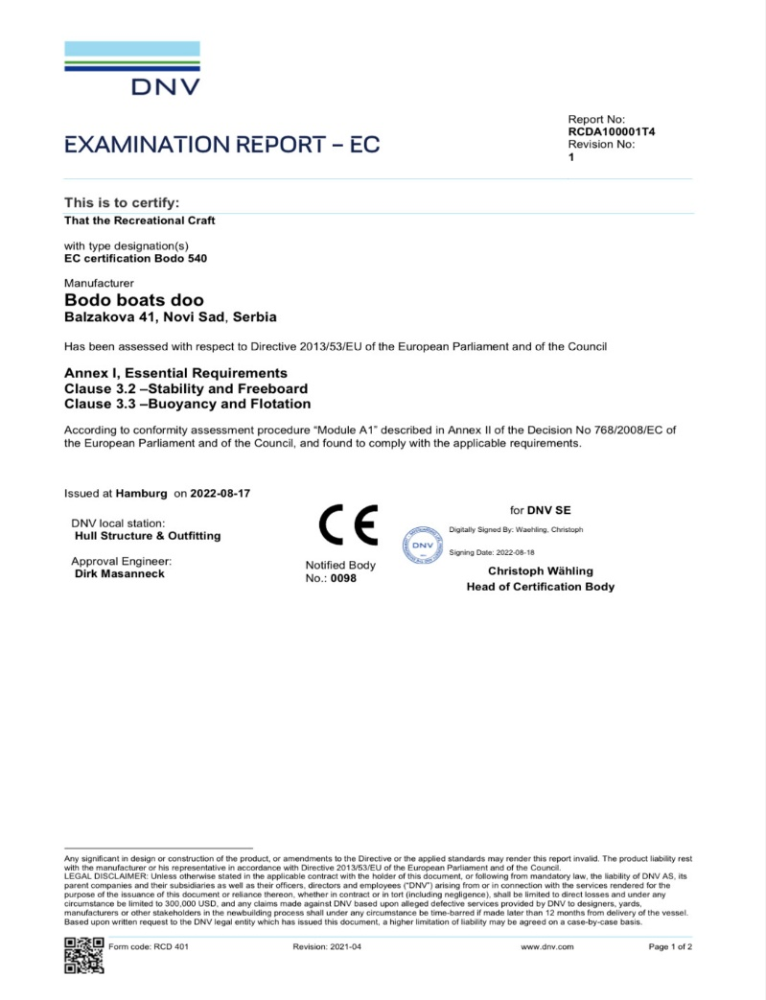 DNV
Report No:
RCDA100001T4
Revision No:
1
EXAMINATION REPORT – EC
This is to certify:
That the Recreational Craft
with type designation(s)
EC certification Bodo 540
Manufacturer
Bodo boats doo
Balzakova 41, Novi Sad, Serbia
Has been assessed with respect to Directive 2013/53/EU of the European Parliament and of the Council
Annex I, Essential Requirements
Clause 3.2 –Stability and Freeboard
Clause 3.3 –Buoyancy and Flotation
According to conformity assessment procedure “Module A1” described in Annex II of the Decision No 768/2008/EC of
the European Parliament and of the Council, and found to comply with the applicable requirements.
Issued at Hamburg on 2022-08-17
DNV local station:
Hull Structure & Outfitting
Approval Engineer:
Dirk Masanneck
CE
Notified Body
No.: 0098
for DNV SE
DNV
Digitally Signed By: Waehling, Christoph
Signing Date: 2022-08-18
Christoph Wähling
Head of Certification Body
Any significant in design or construction of the product, or amendments to the Directive or the applied standards may render this report invalid. The product liability rest
with the manufacturer or his representative in accordance with Directive 2013/53/EU of the European Parliament and of the Council.
LEGAL DISCLAIMER: Unless otherwise stated in the applicable contract with the holder of this document, or following from mandatory law, the liability of DNV AS, its
parent companies and their subsidiaries as well as their officers, directors and employees (“DNV”) arising from or in connection with the services rendered for the
purpose of the issuance of this document or reliance thereon, whether in contract or in tort (including negligence), shall be limited to direct losses and under any
circumstance be limited to 300,000 USD, and any claims made against DNV based upon alleged defective services provided by DNV to designers, yards,
manufacturers or other stakeholders in the newbuilding process shall under any circumstance be time-barred if made later than 12 months from delivery of the vessel.
Based upon written request to the DNV legal entity which has issued this document, a higher limitation of liability may be agreed on a case-by-case basis.
Form code: RCD 401
Revision: 2021-04
www.dnv.com
Page 1 of 2